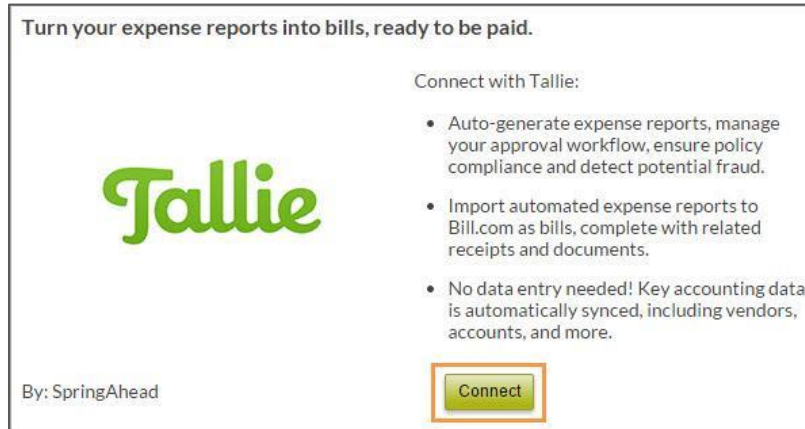 Turn your expense reports into bills, ready to be paid.
Tallie
Connect with Tallie:
• Auto-generate expense reports, manage
your approval workflow, ensure policy
compliance and detect potential fraud.
• Import automated expense reports to
Bill.com as bills, complete with related
receipts and documents.
• No data entry needed! Key accounting data
is automatically synced, including vendors,
accounts, and more.
By: SpringAhead
Connect